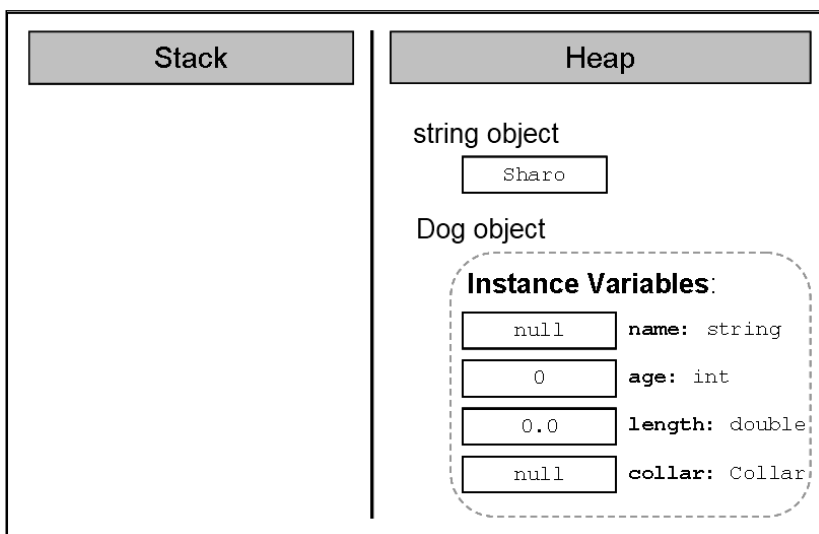 Stack
Heap
string object
Sharo
Dog object
Instance Variables:
null name: string
0 age: int
0.0 length: double
null collar: Collar